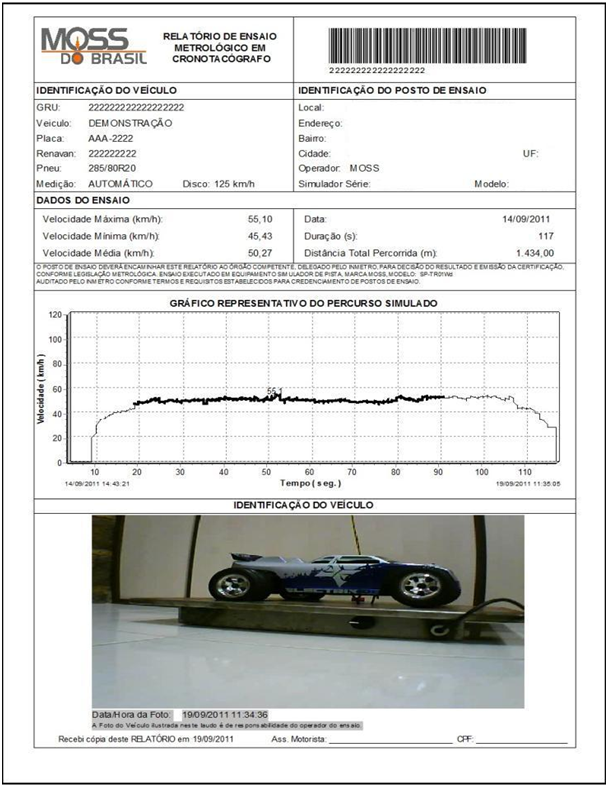 MOSS
DO BRASIL
RELATÓRIO DE ENSAIO
METROLÓGICO EM
CRONOTACÓGRAFO
222222222222222222
IDENTIFICAÇÃO DO VEÍCULO
GRU: 222222222222222222
Veiculo: DEMONSTRAÇÃO
Placa: AAA-2222
Renavan: 222222222
Pneu: 285/80R20
Medição: AUTOMÁTICO Disco: 125 km/h
IDENTIFICAÇÃO DO POSTO DE ENSAIO
Local:
Endereço:
Bairro:
Cidade: UF:
Operador: MOSS
Simulador Série: Modelo:
DADOS DO ENSAIO
Velocidade Máxima (km/h): 55,10
Velocidade Mínima (km/h): 45,43
Velocidade Média (km/h): 50,27
Data: 14/09/2011
Duração (s): 117
Distância Total Percorrida (m): 1.434,00
O POSTO DE ENSAIO DEVERÁ ENCAMINHAR ESTE RELATÓRIO AO ÓRGÃO COMPETENTE, DELEGADO PELO INMETRO, PARA DECISÃO DO RESULTADO E EMISSÃO DA CERTIFICAÇÃO,
CONFORME LEGISLAÇÃO METROLÓGICA. ENSAIO EXECUTADO EM EQUIPAMENTO SIMULADOR DE PISTA, MARCA MOSS, MODELO: SP-TR01Wd
AUDITADO PELO INMETRO CONFORME TERMOS E REQUISITOS ESTABELECIDOS PARA CREDENCIAMENTO DE POSTOS DE ENSAIO.
GRÁFICO REPRESENTATIVO DO PERCURSO SIMULADO
120
100
80
60
40
20
0
Velocidade ( km/h )
55,1
10 20 30 40 50 60 70 80 90 100 110
14/09/2011 14:43:21 Tempo ( seg. ) 19/09/2011 11:35:05
IDENTIFICAÇÃO DO VEÍCULO
ELECTRIX
Data/Hora da Foto: 19/09/2011 11:34:36
A Foto do Veículo ilustrada neste laudo é de responsabilidade do operador do ensaio.
Recebi cópia deste RELATÓRIO em 19/09/2011 Ass. Motorista: CPF: